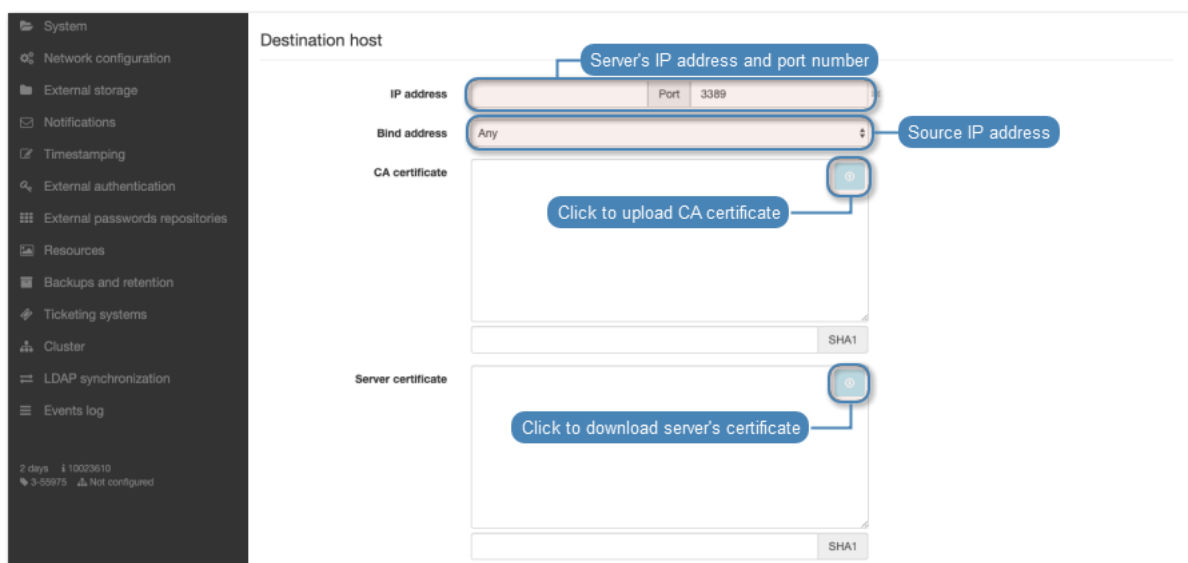 System
Network configuration
External storage
Notifications
Timestamping
External authentication
External passwords repositories
Resources
Backups and retention
Ticketing systems
Cluster
LDAP synchronization
Events log
2 days 10023610
3-55975 Not configured
Destination host
Server's IP address and port number
IP address Port 3389
Bind address Any Source IP address
CA certificate
Click to upload CA certificate
SHA1
Server certificate
Click to download server's certificate
SHA1